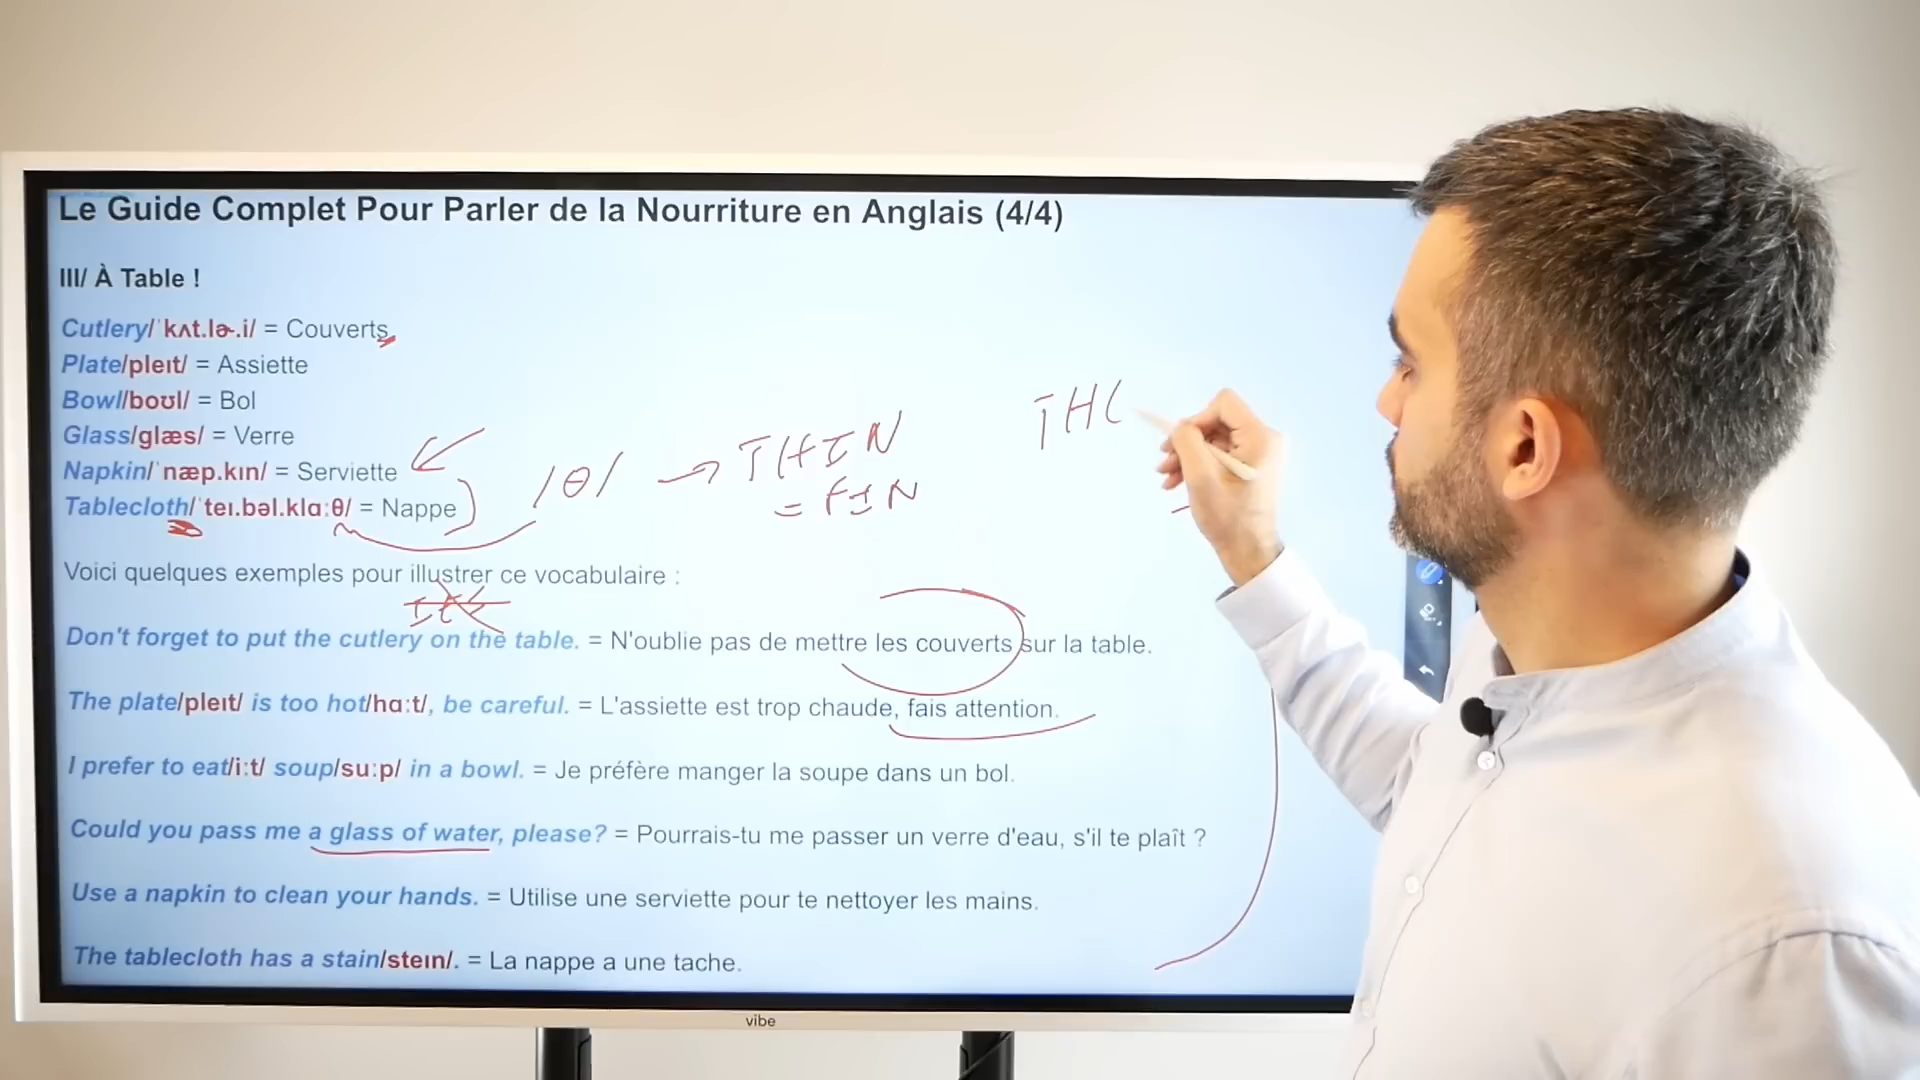 Le Guide Complet Pour Parler de la Nourriture en Anglais (4/4)
III/ À Table !
Cutlery/ˈkʌt.lɚ.i/ = Couverts
Plate/pleɪt/ = Assiette
Bowl/boʊl/ = Bol
Glass/ɡlæs/ = Verre
Napkin/ˈnæp.kɪn/ = Serviette
Tablecloth/ˈteɪ.bəl.klɑːθ/ = Nappe
/θ/ → THIN
= FIN
TH
Voici quelques exemples pour illustrer ce vocabulaire :
Don't forget to put the cutlery on the table. = N'oublie pas de mettre les couverts sur la table.
The plate/pleɪt/ is too hot/hɑːt/, be careful. = L'assiette est trop chaude, fais attention.
I prefer to eat/iːt/ soup/suːp/ in a bowl. = Je préfère manger la soupe dans un bol.
Could you pass me a glass of water, please? = Pourrais-tu me passer un verre d'eau, s'il te plaît ?
Use a napkin to clean your hands. = Utilise une serviette pour te nettoyer les mains.
The tablecloth has a stain/steɪn/. = La nappe a une tache.
vibe